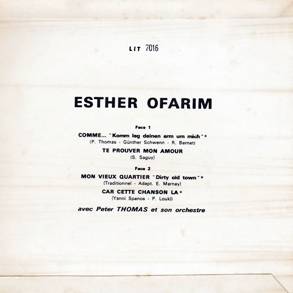 LIT 7016
ESTHER OFARIM
Face 1
COMME... "Komm leg deinen arm um mich" *
(P. Thomas - Günther Schwenn - R. Bernet)
TE PROUVER MON AMOUR
(S. Saguy)
Face 2
MON VIEUX QUARTIER "Dirty old town" *
(Traditionnel - Adapt. E. Marnay)
CAR CETTE CHANSON LA *
(Yanni Spanos - P. Louki)
avec Peter THOMAS et son orchestre